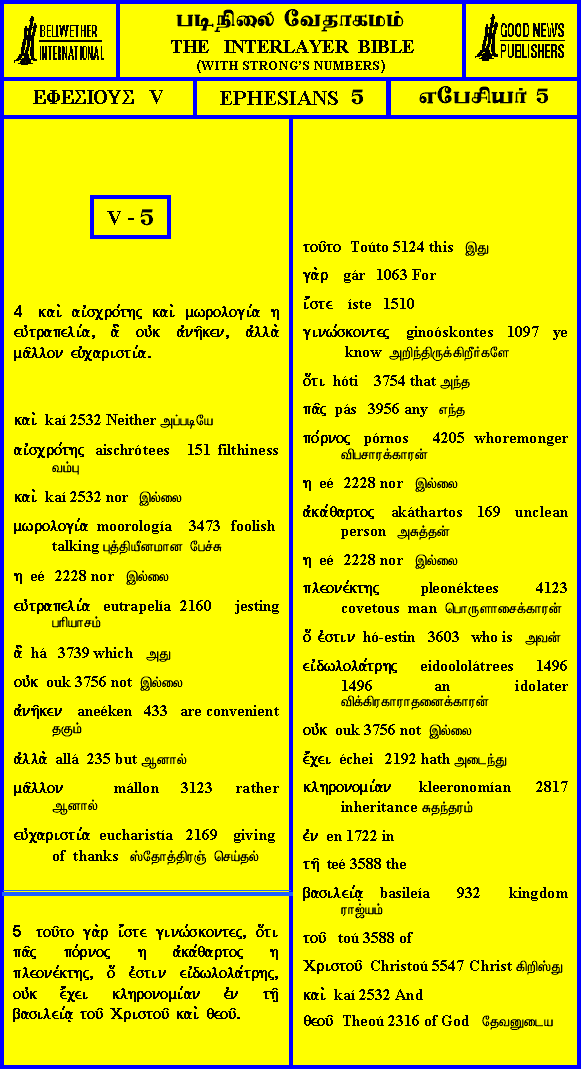 BELIWETHER
INTERNATIONAL
படிநிலை வேதாகமம்
THE INTERLAYER BIBLE
(WITH STRONG'S NUMBERS)
GOOD NEWS
PUBLISHERS
ΕΦΕΣΙΟΥΣ V
EPHESIANS 5
எபேசியர் 5
V - 5
4 καὶ αἰσχρότης καὶ μωρολογία η
εὐτραπελία, ἃ οὐκ ἀνῆκεν, ἀλλὰ
μᾶλλον εὐχαριστία.
καὶ kaí 2532 Neither அப்படியே
αἰσχρότης aischrótees 151 filthiness
வம்பு
καὶ kaí 2532 nor இல்லை
μωρολογία moorología 3473 foolish
talking புத்தியீனமான பேச்சு
η eé 2228 nor இல்லை
εὐτραπελία eutrapelía 2160 jesting
பரியாசம்
ἃ há 3739 which அது
οὐκ ouk 3756 not இல்லை
ἀνῆκεν aneéken 433 are convenient
தகும்
ἀλλὰ allá 235 but ஆனால்
μᾶλλον mállon 3123 rather
ஆனால்
εὐχαριστία eucharistía 2169 giving
of thanks ஸ்தோத்திரஞ் செய்தல்
5 τοῦτο γὰρ ἴστε γινώσκοντες, ὅτι
πᾶς πόρνος η ἀκάθαρτος η
πλεονέκτης, ὅ ἐστιν εἰδωλολάτρης,
οὐκ ἔχει κληρονομίαν ἐν τῇ
βασιλείᾳ τοῦ Χριστοῦ καὶ θεοῦ.
τοῦτο Toúto 5124 this இது
γὰρ gár 1063 For
ἴστε íste 1510
γινώσκοντες ginoóskontes 1097 ye
know அறிந்திருக்கிறீர்களே
ὅτι hóti 3754 that அந்த
πᾶς pás 3956 any எந்த
πόρνος pórnos 4205 whoremonger
விபசாரக்காரன்
η eé 2228 nor இல்லை
ἀκάθαρτος akáthartos 169 unclean
person அசுத்தன்
η eé 2228 nor இல்லை
πλεονέκτης pleonéktees 4123
covetous man பொருளாசைக்காரன்
ὅ ἐστιν hó-estin 3603 who is அவன்
εἰδωλολάτρης eidoololátrees 1496
1496 an idolater
விக்கிரகாராதனைக்காரன்
οὐκ ouk 3756 not இல்லை
ἔχει échei 2192 hath அடைந்து
κληρονομίαν kleeronomían 2817
inheritance சுதந்தரம்
ἐν en 1722 in
τῇ teé 3588 the
βασιλείᾳ basileía 932 kingdom
ராஜ்யம்
τοῦ toú 3588 of
Χριστοῦ Christoú 5547 Christ கிறிஸ்து
καὶ kaí 2532 And
θεοῦ Theoú 2316 of God தேவனுடைய